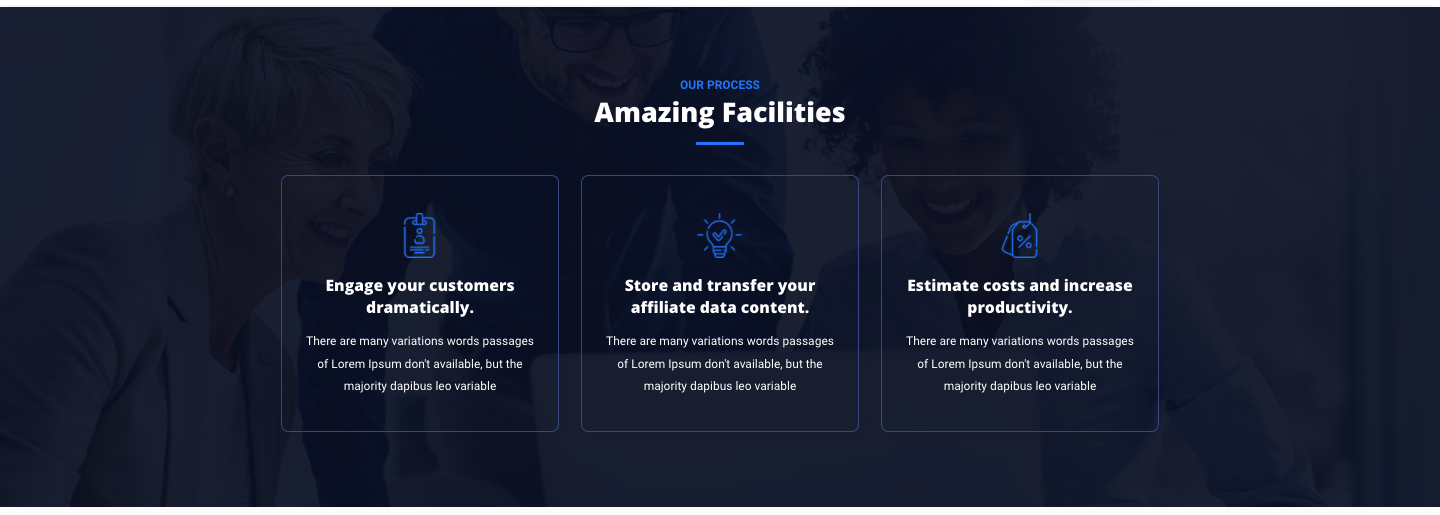 OUR PROCESS
Amazing Facilities
Engage your customers
dramatically.
There are many variations words passages
of Lorem Ipsum don't available, but the
majority dapibus leo variable
Store and transfer your
affiliate data content.
There are many variations words passages
of Lorem Ipsum don't available, but the
majority dapibus leo variable
Estimate costs and increase
productivity.
There are many variations words passages
of Lorem Ipsum don't available, but the
majority dapibus leo variable